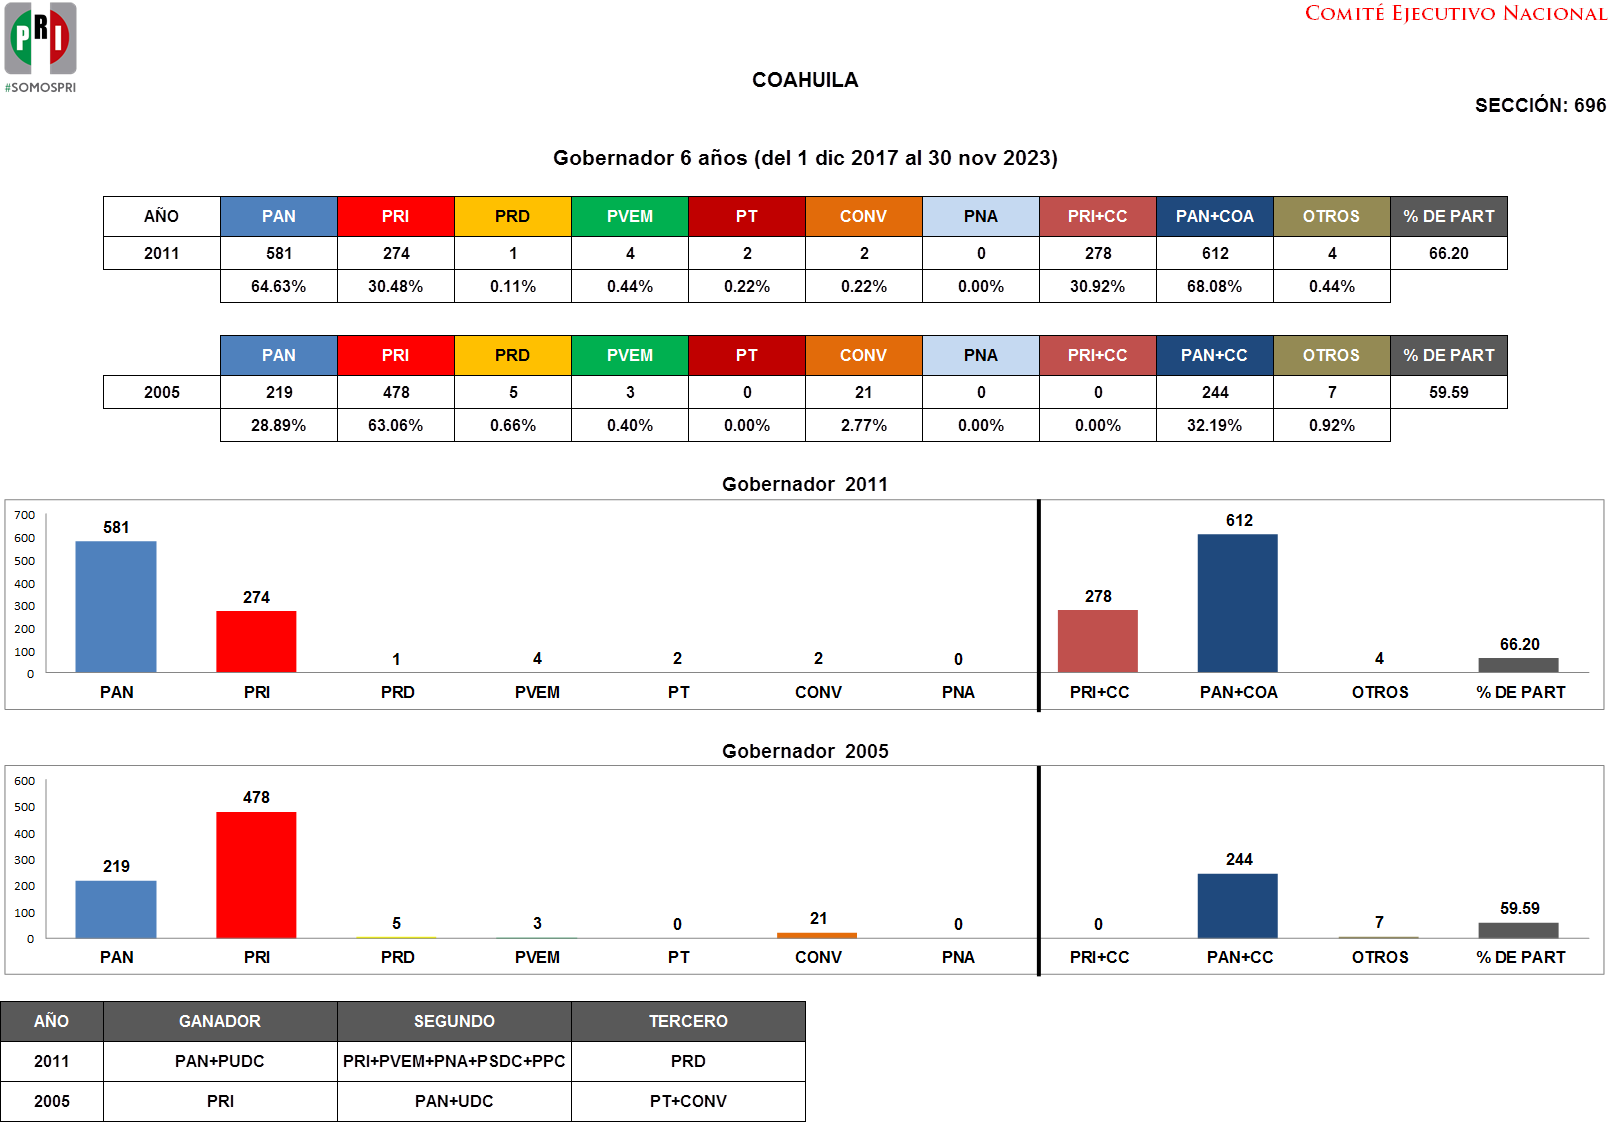 PRI
#SOMOSPRI
COMITÉ EJECUTIVO NACIONAL
COAHUILA
SECCIÓN: 696
Gobernador 6 años (del 1 dic 2017 al 30 nov 2023)
AÑO PAN PRI PRD PVEM PT CONV PNA PRI+CC PAN+COA OTROS % DE PART
2011 581 274 1 4 2 2 0 278 612 4 66.20
64.63% 30.48% 0.11% 0.44% 0.22% 0.22% 0.00% 30.92% 68.08% 0.44%
PAN PRI PRD PVEM PT CONV PNA PRI+CC PAN+CC OTROS % DE PART
2005 219 478 5 3 0 21 0 0 244 7 59.59
28.89% 63.06% 0.66% 0.40% 0.00% 2.77% 0.00% 0.00% 32.19% 0.92%
Gobernador 2011
700
600
500
400
300
200
100
0
581 274 1 4 2 2 0 278 612 4 66.20
PAN PRI PRD PVEM PT CONV PNA PRI+CC PAN+COA OTROS % DE PART
Gobernador 2005
600
500
400
300
200
100
0
219 478 5 3 0 21 0 0 244 7 59.59
PAN PRI PRD PVEM PT CONV PNA PRI+CC PAN+CC OTROS % DE PART
AÑO GANADOR SEGUNDO TERCERO
2011 PAN+PUDC PRI+PVEM+PNA+PSDC+PPC PRD
2005 PRI PAN+UDC PT+CONV